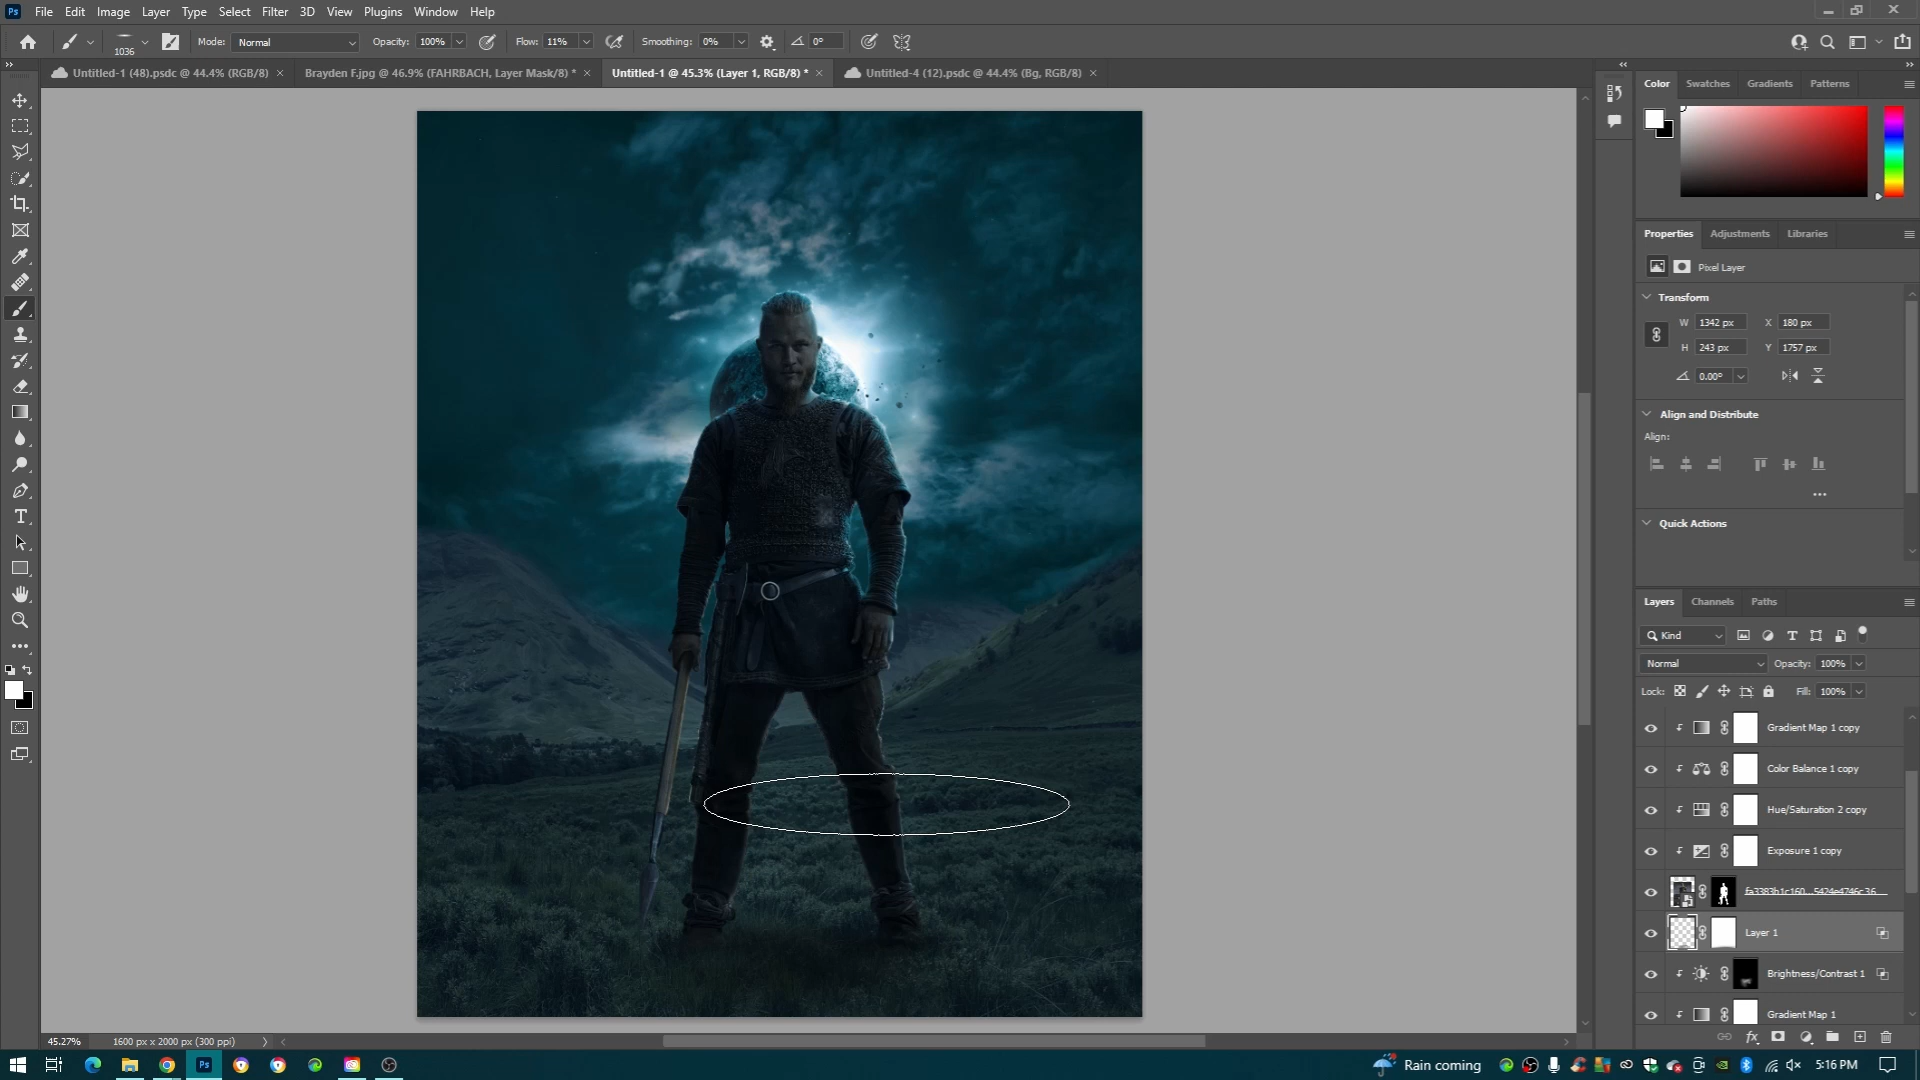 Ps File Edit Image Layer Type Select Filter 3D View Plugins Window Help
1036 Mode: Normal Opacity: 100% Flow: 11% Smoothing: 0% 0°
Untitled-1 (48).psdc @ 44.4% (RGB/8) Brayden F.jpg @ 46.9% (FAHRBACH, Layer Mask/8) * Untitled-1 @ 45.3% (Layer 1, RGB/8) * Untitled-4 (12).psdc @ 44.4% (Bg, RGB/8)
Color Swatches Gradients Patterns
Properties Adjustments Libraries
Pixel Layer
Transform
W 1342 px X 180 px
H 243 px Y 1757 px
0.00°
Align and Distribute
Align:
Quick Actions
Layers Channels Paths
Kind
Normal Opacity: 100%
Lock: Fill: 100%
Gradient Map 1 copy
Color Balance 1 copy
Hue/Saturation 2 copy
Exposure 1 copy
fa3383b1c160...5424e4746c36...
Layer 1
Brightness/Contrast 1
Gradient Map 1
45.27% 1600 px x 2000 px (300 ppi)
Ps Rain coming 5:16 PM